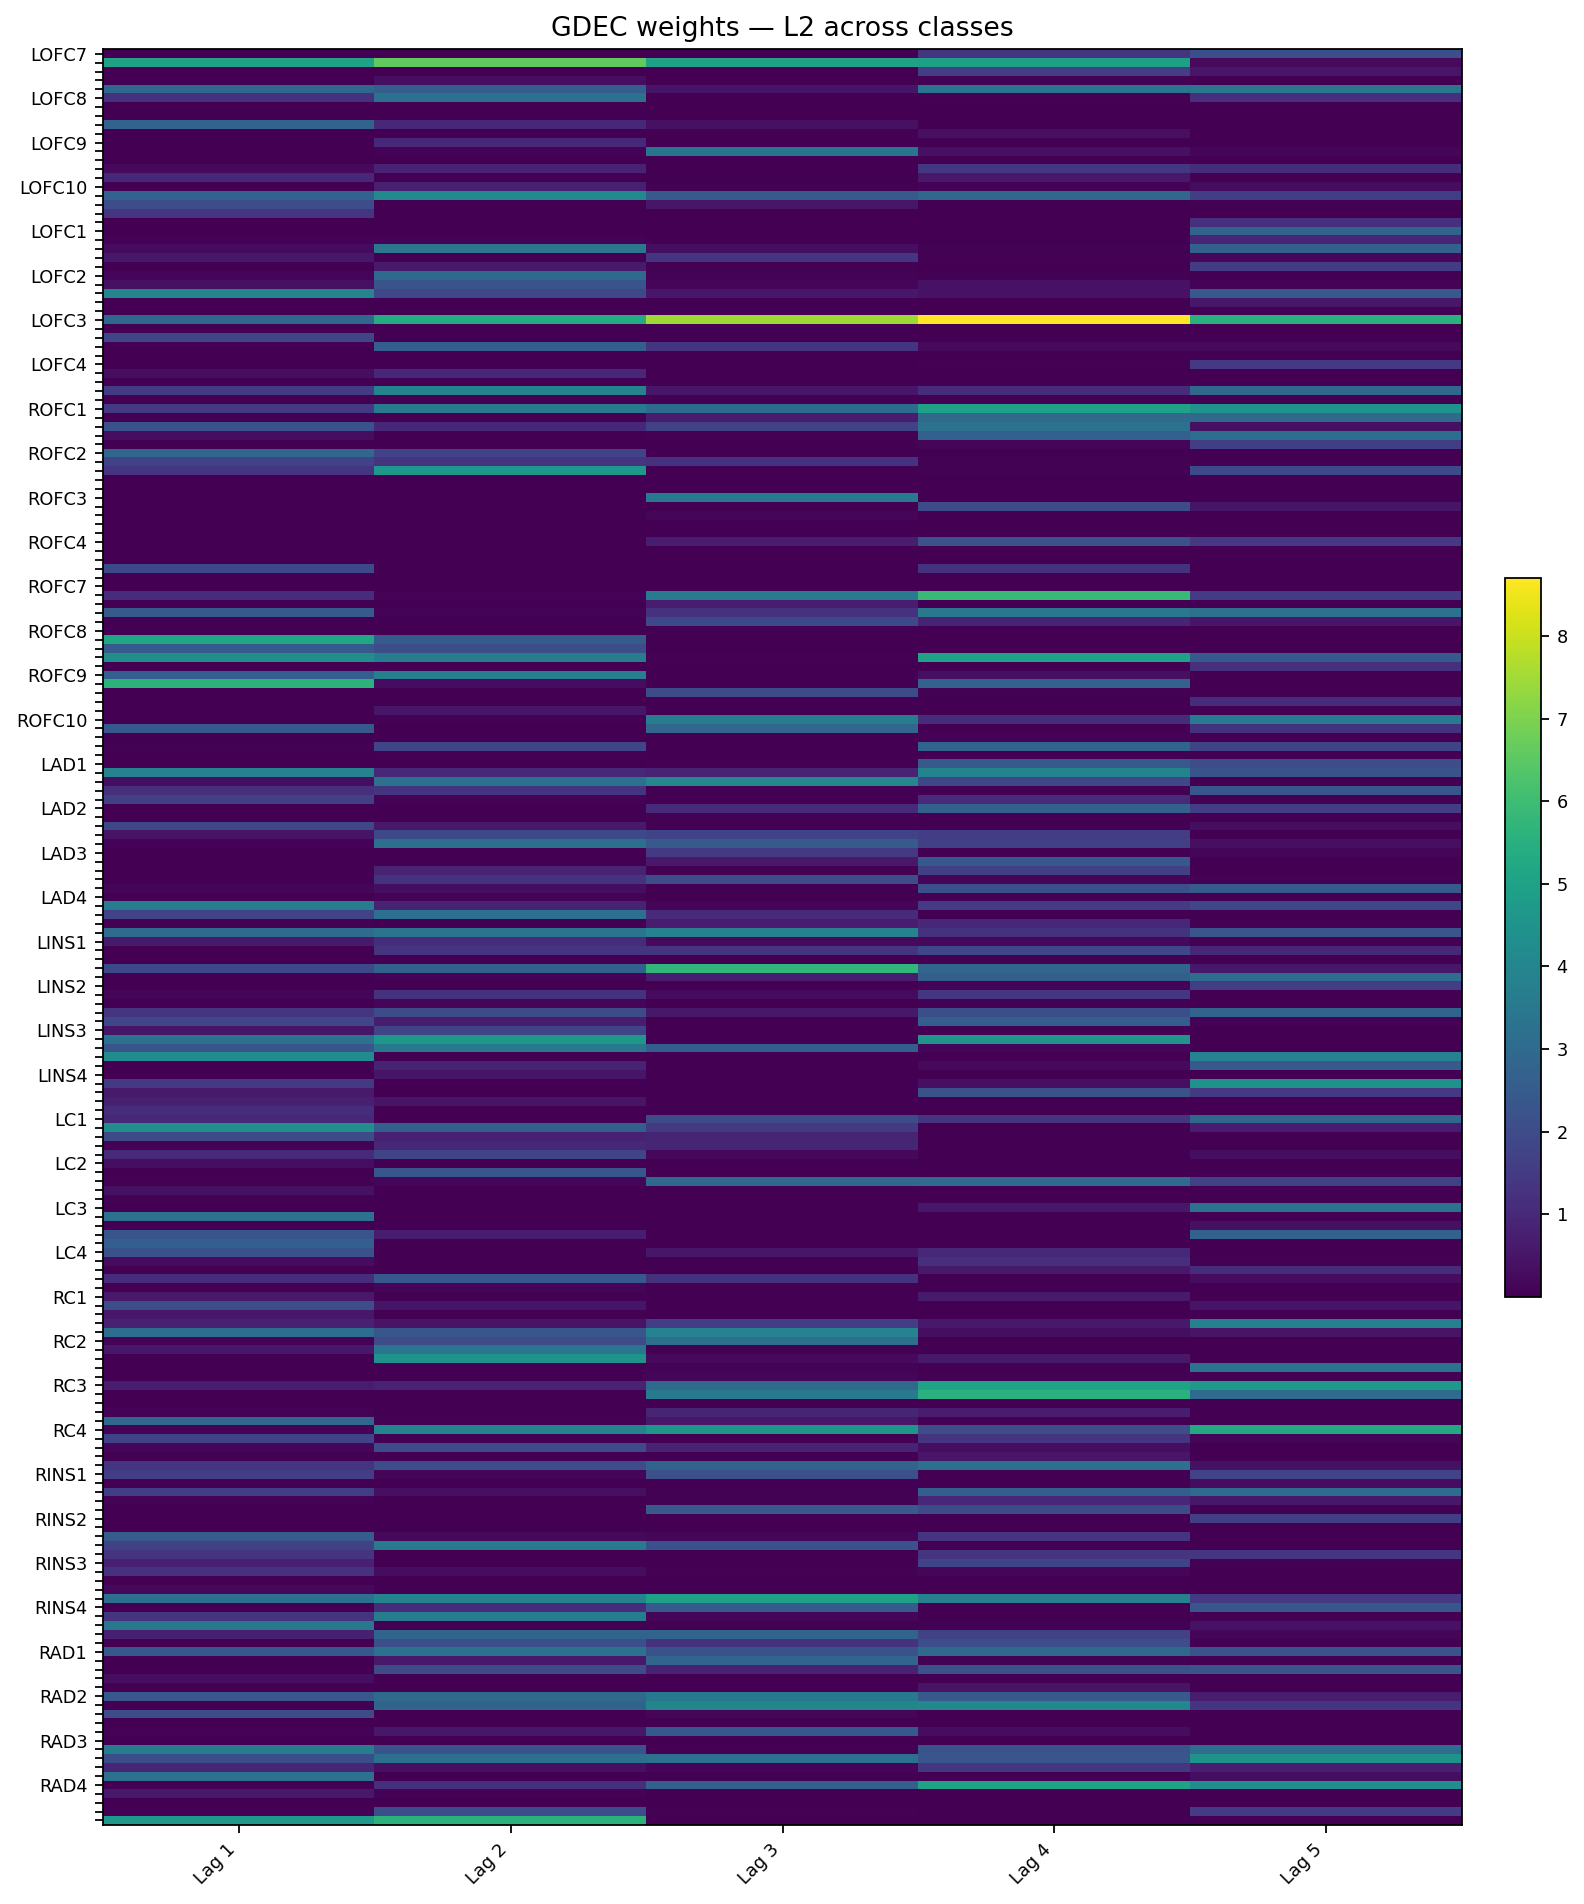 GDEC weights — L2 across classes
LOFC7
LOFC8
LOFC9
LOFC10
LOFC1
LOFC2
LOFC3
LOFC4
ROFC1
ROFC2
ROFC3
ROFC4
ROFC7
ROFC8
ROFC9
ROFC10
LAD1
LAD2
LAD3
LAD4
LINS1
LINS2
LINS3
LINS4
LC1
LC2
LC3
LC4
RC1
RC2
RC3
RC4
RINS1
RINS2
RINS3
RINS4
RAD1
RAD2
RAD3
RAD4
Lag 1
Lag 2
Lag 3
Lag 4
Lag 5
8
7
6
5
4
3
2
1